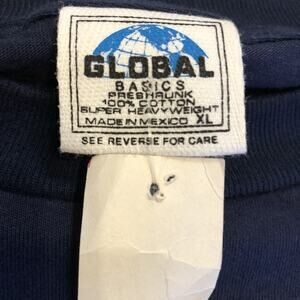 GLOBAL
BASICS
PRESHRUNK
100% COTTON
SUPER HEAVYWEIGHT
MADE IN MEXICO XL
SEE REVERSE FOR CARE